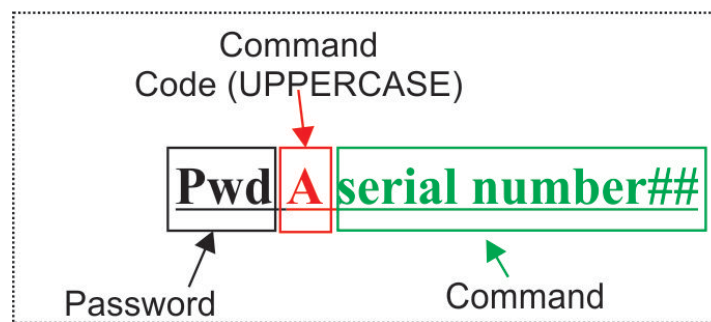 Command
Code (UPPERCASE)
Pwd A serial number##
Password
Command